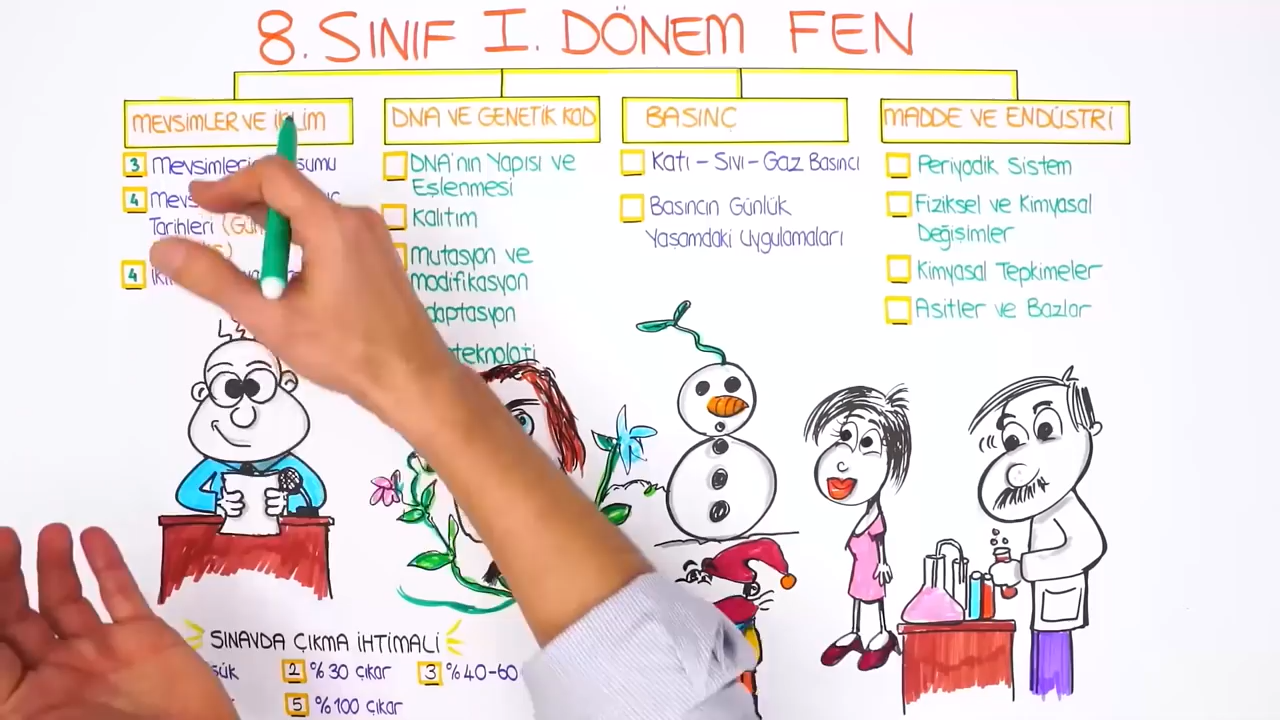 8. SINIF I. DÖNEM FEN
MEVSİMLER VE İKLİM
3 Mevsimlerin
4
Tarihleri
4
DNA VE GENETİK KOD
DNA'nın Yapısı ve
Eşlenmesi
Kalıtım
Mutasyon ve
modifikasyon
BASINÇ
Katı - Sıvı - Gaz Basıncı
Basıncın Günlük
Yaşamdaki Uygulamaları
MADDE VE ENDÜSTRİ
Periyodik Sistem
Fiziksel ve Kimyasal
Değişimler
Kimyasal Tepkimeler
Asitler ve Bazlar
SINAVDA ÇIKMA İHTİMALİ
2 %30 çıkar
3 %40-60
5 %100 çıkar